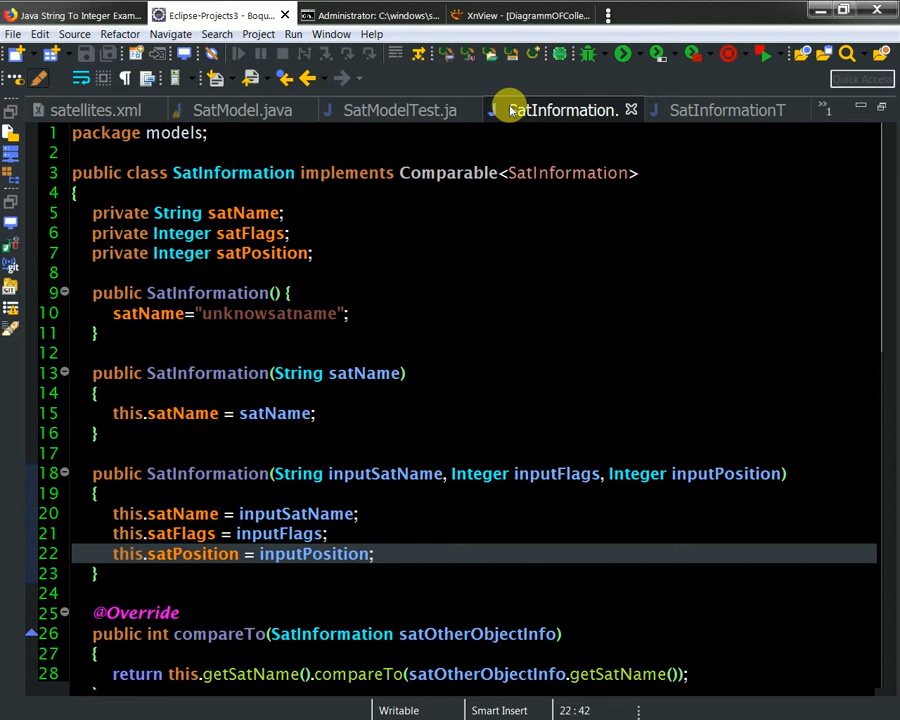 Java String To Integer Exam...
Eclipse-Projects3 - Boqu...
Administrator: C:\windows\s...
XnView - [DiagrammOfColle...
File Edit Source Refactor Navigate Search Project Run Window Help
Quick Access
satellites.xml
SatModel.java
SatModelTest.ja
SatInformation.
SatInformationT
»1
1 package models;
2
3 public class SatInformation implements Comparable<SatInformation>
4 {
5 private String satName;
6 private Integer satFlags;
7 private Integer satPosition;
8
9 public SatInformation() {
10 satName="unknowsatname";
11 }
12
13 public SatInformation(String satName)
14 {
15 this.satName = satName;
16 }
17
18 public SatInformation(String inputSatName, Integer inputFlags, Integer inputPosition)
19 {
20 this.satName = inputSatName;
21 this.satFlags = inputFlags;
22 this.satPosition = inputPosition;
23 }
24
25 @Override
26 public int compareTo(SatInformation satOtherObjectInfo)
27 {
28 return this.getSatName().compareTo(satOtherObjectInfo.getSatName());
Writable Smart Insert 22 : 42